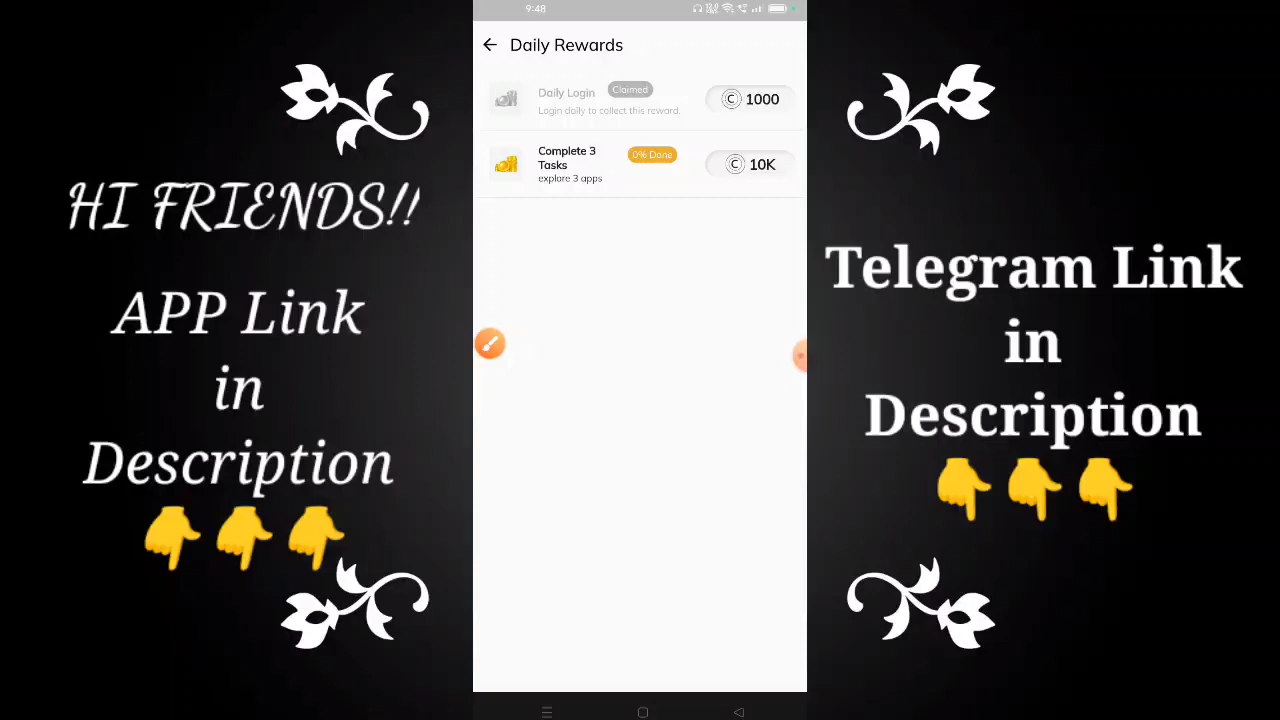 HI FRIENDS!!
APP Link
in
Description
👇👇👇
9:48
Daily Rewards
Daily Login
Claimed
Login daily to collect this reward.
C 1000
Complete 3
Tasks
0% Done
explore 3 apps
C 10K
Telegram Link
in
Description
👇👇👇